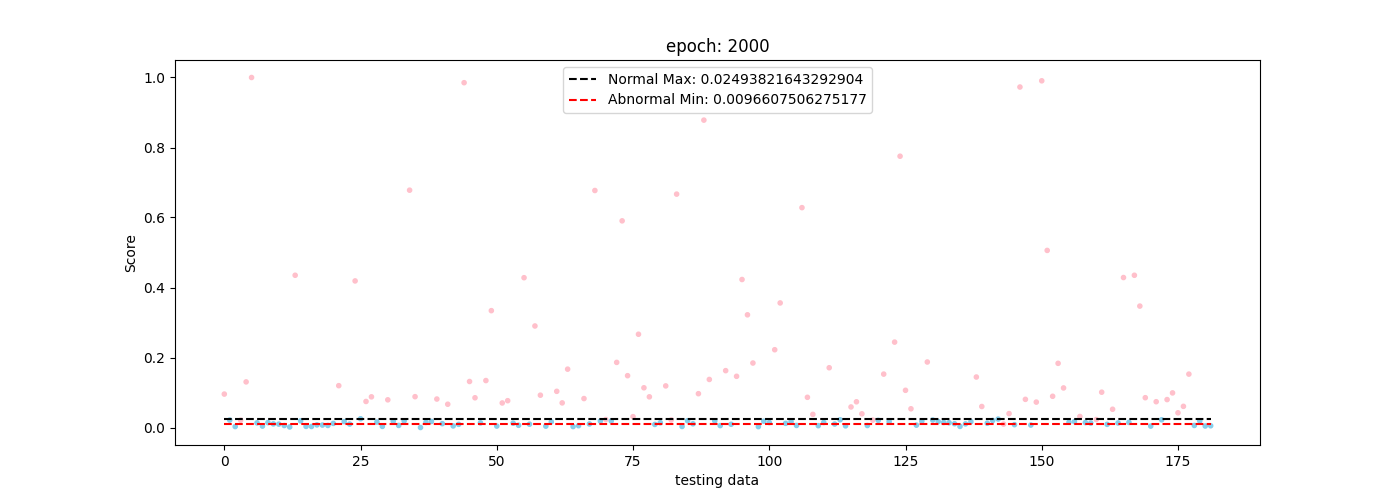 epoch: 2000
Normal Max: 0.02493821643292904
Abnormal Min: 0.0096607506275177
1.0
0.8
0.6
0.4
0.2
0.0
Score
0 25 50 75 100 125 150 175
testing data